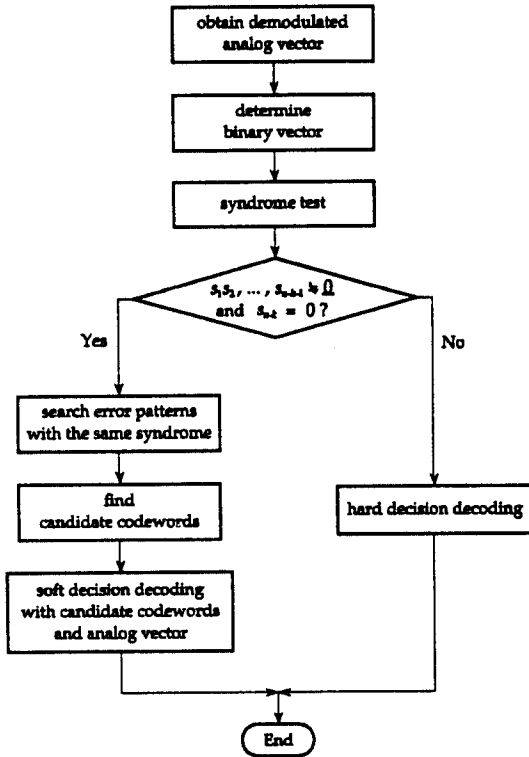 obtain demodulated
analog vector
determine
binary vector
syndrome test
s₁s₂, ... , sₙ₋ₖ₋₁ ≒ 0
and sₙ₋ₖ = 0 ?
Yes
No
search error patterns
with the same syndrome
find
candidate codewords
hard decision decoding
soft decision decoding
with candidate codewords
and analog vector
End